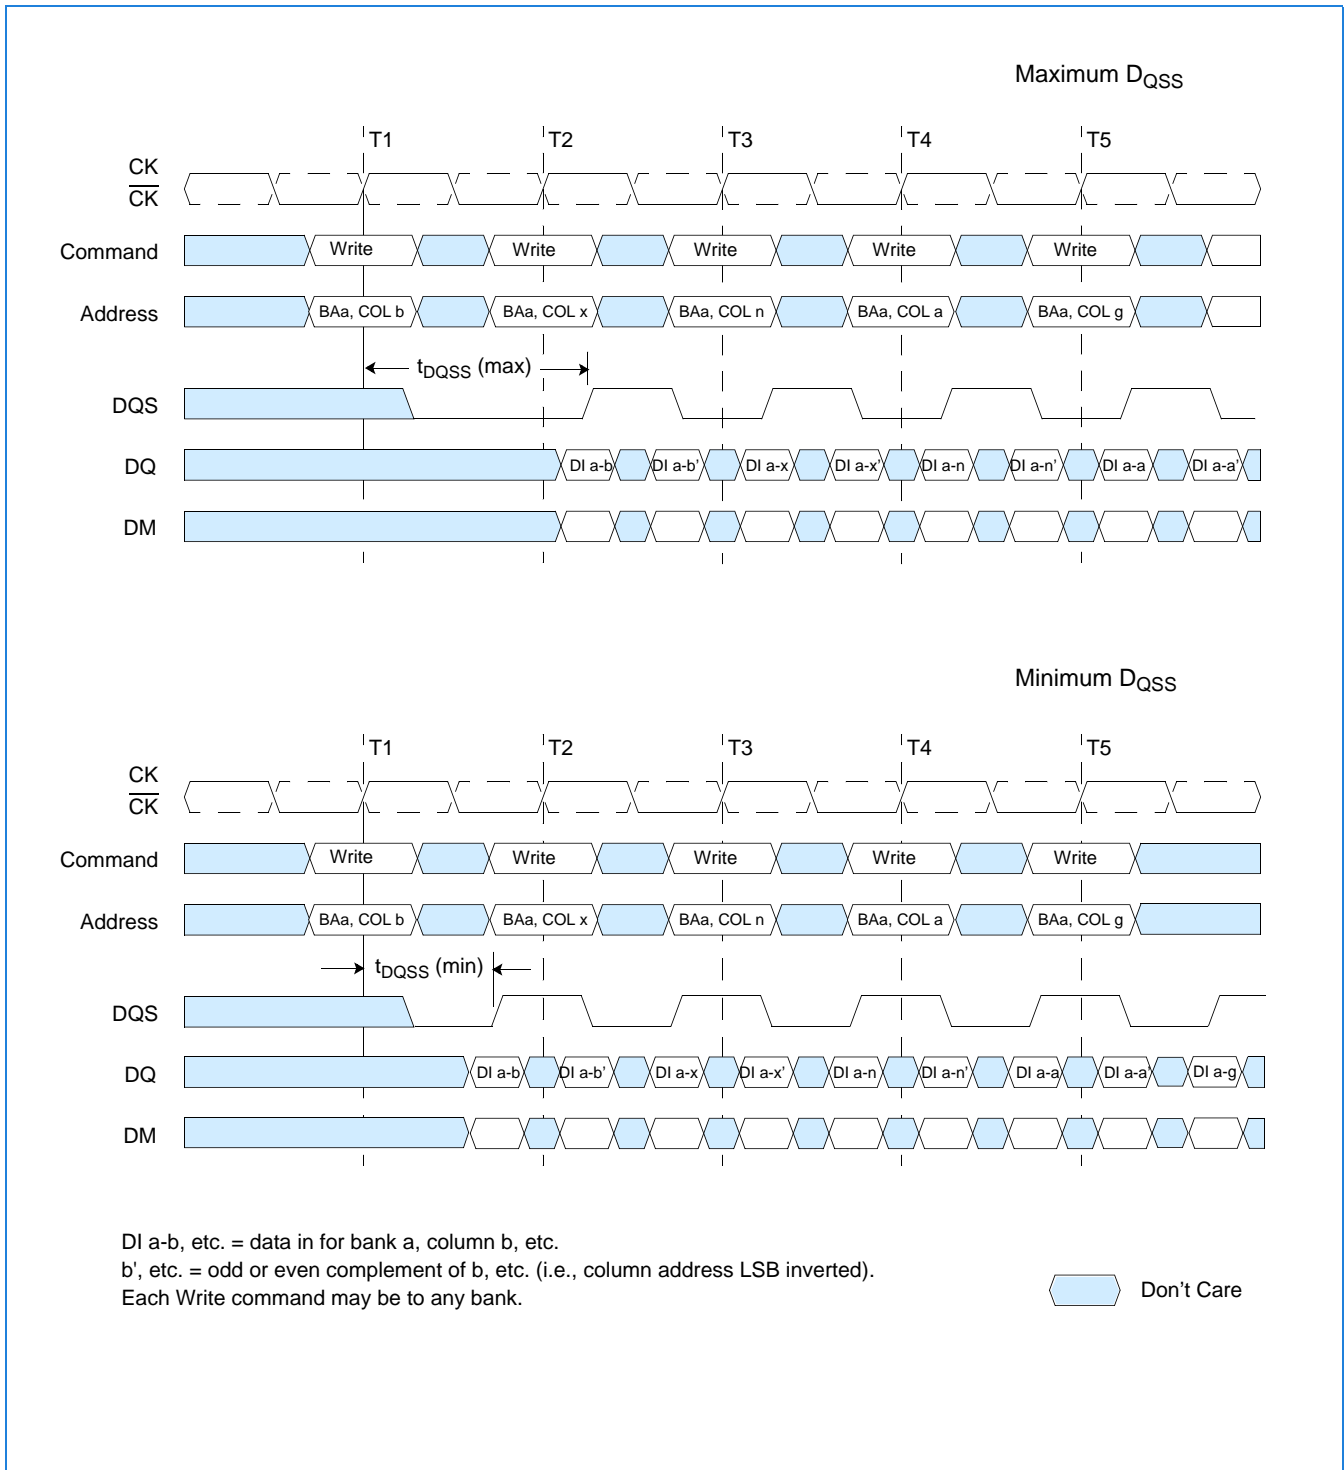 Maximum DQSS
T1 T2 T3 T4 T5
CK
CK
Command Write Write Write Write Write
Address BAa, COL b BAa, COL x BAa, COL n BAa, COL a BAa, COL g
tDQSS (max)
DQS
DQ DI a-b DI a-b’ DI a-x DI a-x’ DI a-n DI a-n’ DI a-a DI a-a’
DM
Minimum DQSS
T1 T2 T3 T4 T5
CK
CK
Command Write Write Write Write Write
Address BAa, COL b BAa, COL x BAa, COL n BAa, COL a BAa, COL g
tDQSS (min)
DQS
DQ DI a-b DI a-b’ DI a-x DI a-x’ DI a-n DI a-n’ DI a-a DI a-a’ DI a-g
DM
DI a-b, etc. = data in for bank a, column b, etc.
b', etc. = odd or even complement of b, etc. (i.e., column address LSB inverted).
Each Write command may be to any bank.
Don't Care